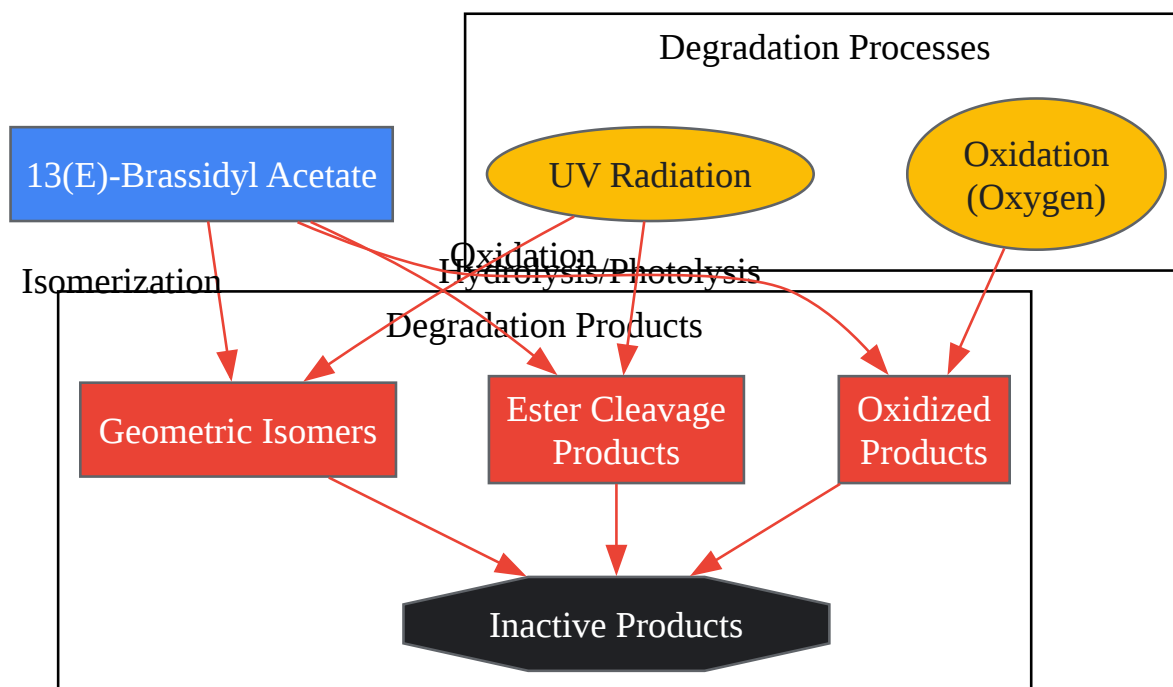 Degradation Processes
13(E)-Brassidyl Acetate
UV Radiation
Oxidation
(Oxygen)
Oxidation
Hydrolysis/Photolysis
Isomerization
Degradation Products
Geometric Isomers
Ester Cleavage
Products
Oxidized
Products
Inactive Products